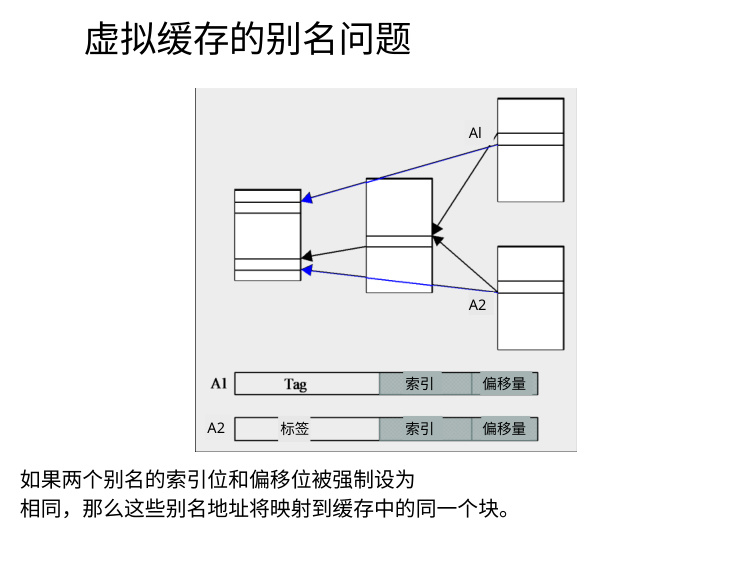 虚拟缓存的别名问题
Al
A2
A1 Tag 索引 偏移量
A2 标签 索引 偏移量
如果两个别名的索引位和偏移位被强制设为
相同，那么这些别名地址将映射到缓存中的同一个块。